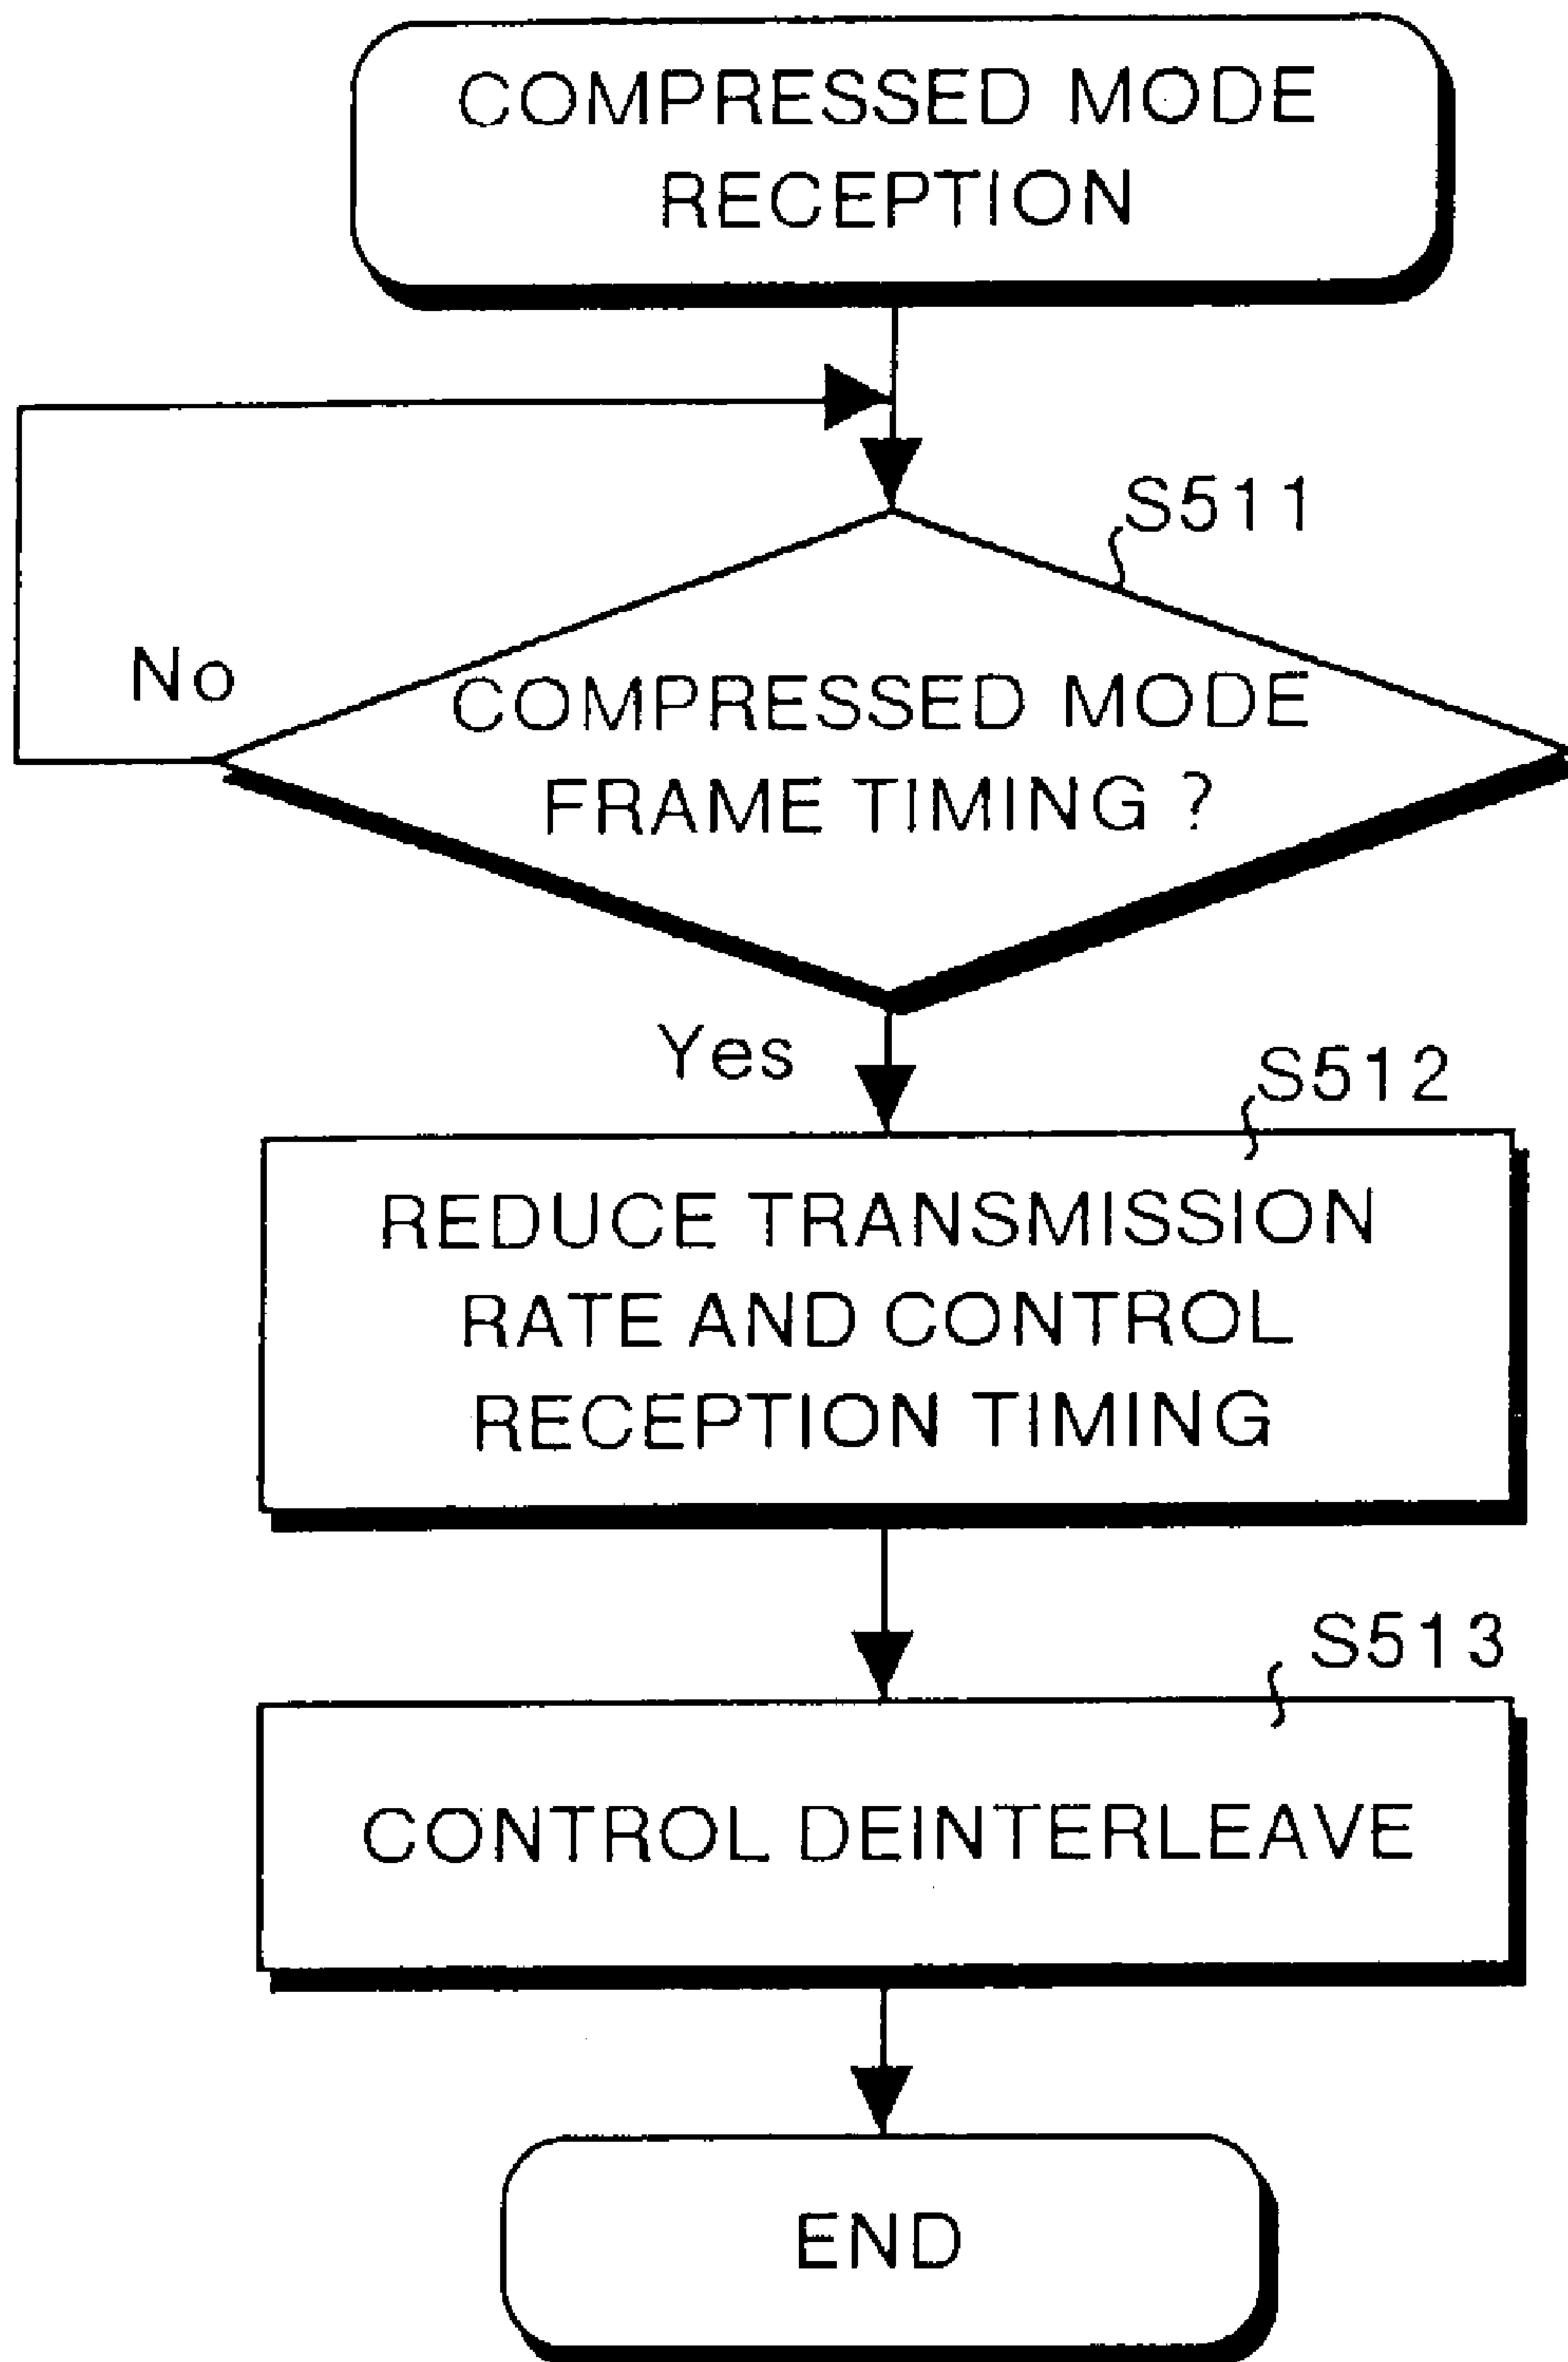 COMPRESSED MODE
RECEPTION
S511
No
COMPRESSED MODE
FRAME TIMING ?
Yes
S512
REDUCE TRANSMISSION
RATE AND CONTROL
RECEPTION TIMING
S513
CONTROL DEINTERLEAVE
END